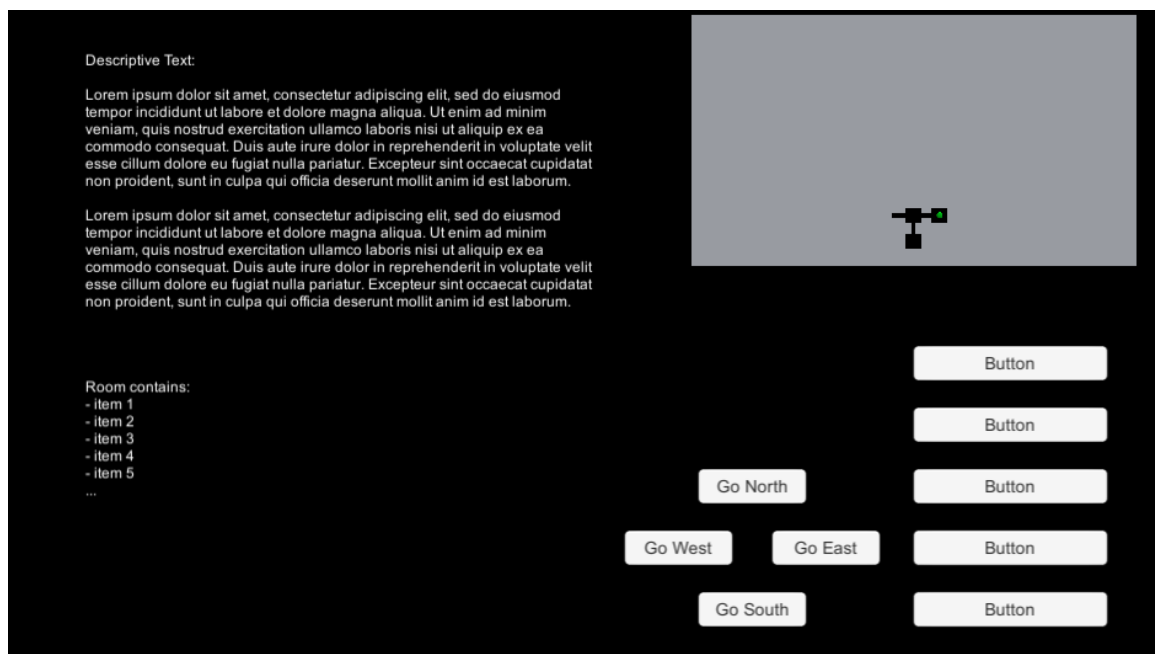 Descriptive Text:
Lorem ipsum dolor sit amet, consectetur adipiscing elit, sed do eiusmod
tempor incididunt ut labore et dolore magna aliqua. Ut enim ad minim
veniam, quis nostrud exercitation ullamco laboris nisi ut aliquip ex ea
commodo consequat. Duis aute irure dolor in reprehenderit in voluptate velit
esse cillum dolore eu fugiat nulla pariatur. Excepteur sint occaecat cupidatat
non proident, sunt in culpa qui officia deserunt mollit anim id est laborum.
Lorem ipsum dolor sit amet, consectetur adipiscing elit, sed do eiusmod
tempor incididunt ut labore et dolore magna aliqua. Ut enim ad minim
veniam, quis nostrud exercitation ullamco laboris nisi ut aliquip ex ea
commodo consequat. Duis aute irure dolor in reprehenderit in voluptate velit
esse cillum dolore eu fugiat nulla pariatur. Excepteur sint occaecat cupidatat
non proident, sunt in culpa qui officia deserunt mollit anim id est laborum.
Room contains:
- item 1
- item 2
- item 3
- item 4
- item 5
...
Button
Button
Go North
Button
Go West
Go East
Button
Go South
Button